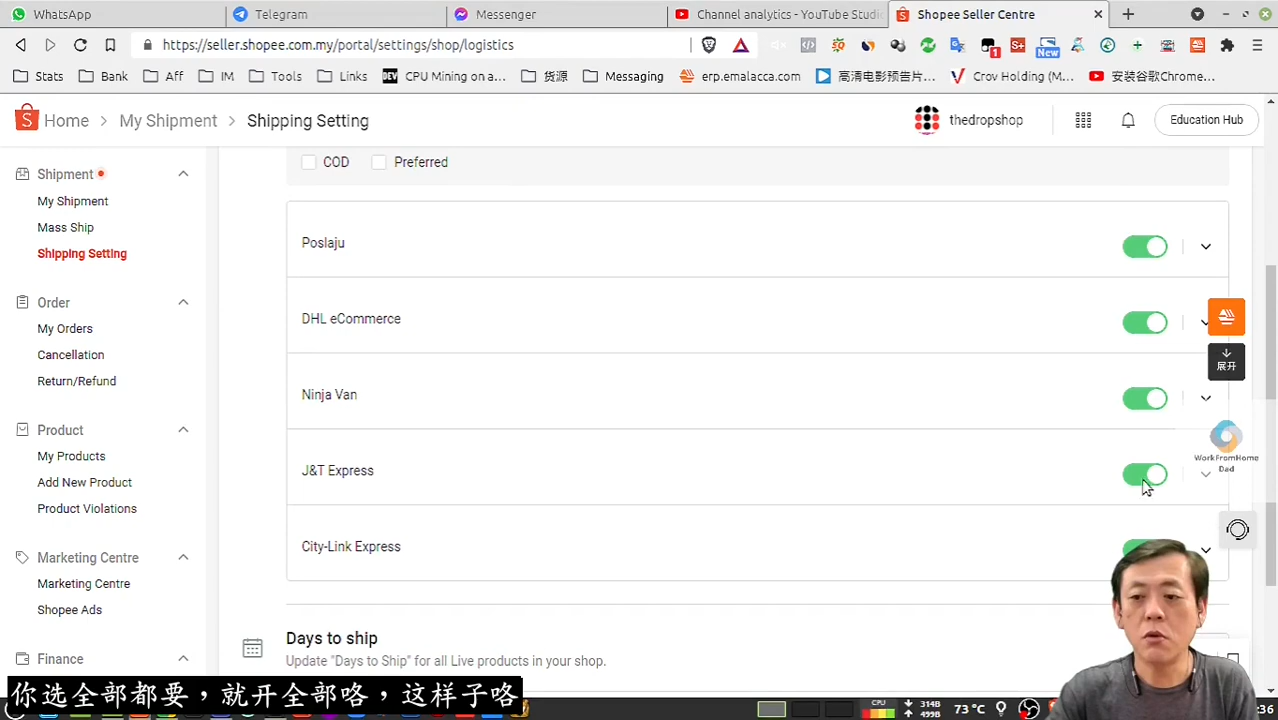 WhatsApp
Telegram
Messenger
Channel analytics - YouTube Studi
Shopee Seller Centre
https://seller.shopee.com.my/portal/settings/shop/logistics
1
New
Stats
Bank
Aff
IM
Tools
Links
DEV
CPU Mining on a...
货源
Messaging
erp.emalacca.com
高清电影预告片...
Crov Holding (M...
安装谷歌Chrome...
Home > My Shipment > Shipping Setting
thedropshop
Education Hub
Shipment
My Shipment
Mass Ship
Shipping Setting
Order
My Orders
Cancellation
Return/Refund
Product
My Products
Add New Product
Product Violations
Marketing Centre
Marketing Centre
Shopee Ads
Finance
COD
Preferred
Poslaju
DHL eCommerce
Ninja Van
J&T Express
City-Link Express
展开
WorkFromHome
Dad
Days to ship
Update "Days to Ship" for all Live products in your shop.
你选全部都要，就开全部咯，这样子咯
CPU
314B
499B
73°C
:36